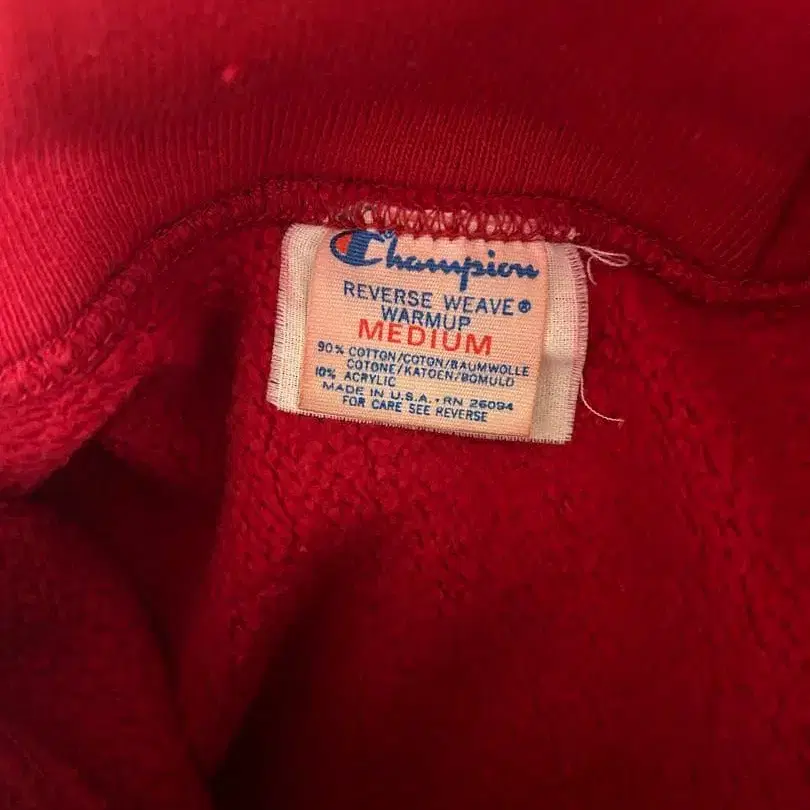 Champion®
REVERSE WEAVE®
WARMUP
MEDIUM
90% COTTON/COTON/BAUMWOLLE
COTONE/KATOEN/BOMULD
10% ACRYLIC
MADE IN U.S.A. • RN 26094
FOR CARE SEE REVERSE